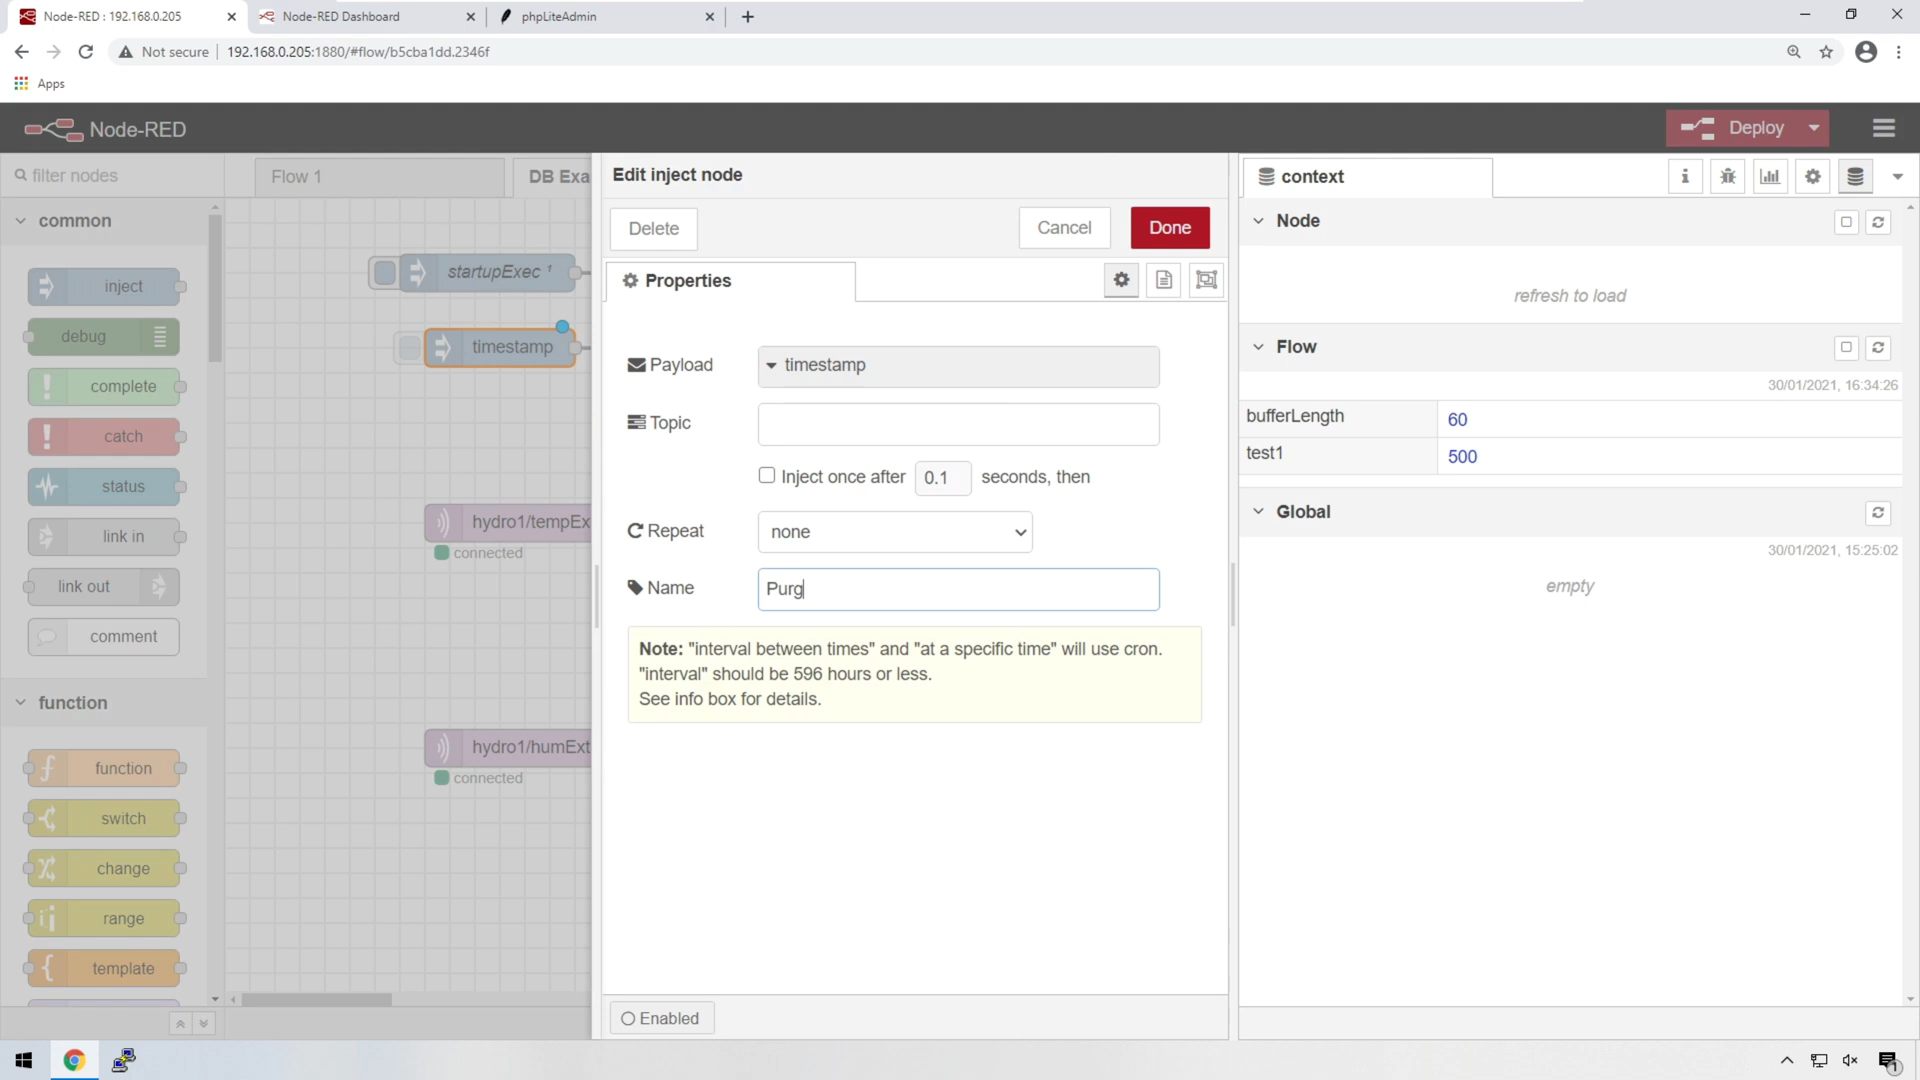 Node-RED : 192.168.0.205
Node-RED Dashboard
phpLiteAdmin
Not secure
192.168.0.205:1880/#flow/b5cba1dd.2346f
Apps
Node-RED
Deploy
filter nodes
Flow 1
DB Exa
Edit inject node
context
common
Delete
Cancel
Done
Node
inject
startupExec ¹
Properties
refresh to load
debug
timestamp
Flow
Payload
timestamp
30/01/2021, 16:34:26
complete
Topic
bufferLength
60
catch
test1
500
Inject once after
0.1
seconds, then
status
Global
hydro1/tempEx
Repeat
none
link in
connected
30/01/2021, 15:25:02
link out
Name
Purg
empty
comment
Note: "interval between times" and "at a specific time" will use cron.
"interval" should be 596 hours or less.
See info box for details.
function
hydro1/humExt
function
connected
switch
change
range
template
Enabled
1